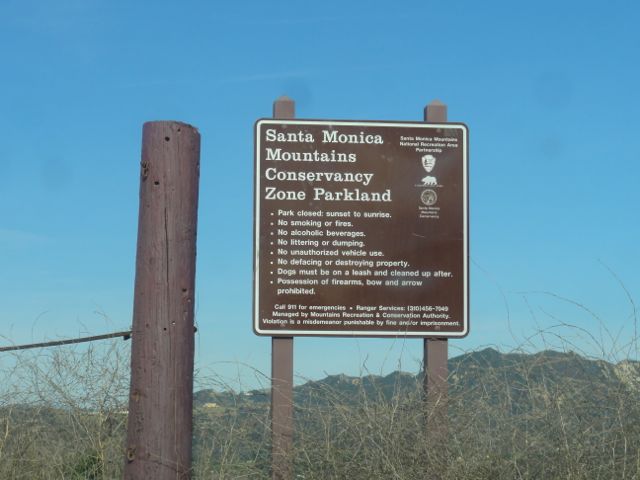 Santa Monica
Mountains
Conservancy
Zone Parkland
Santa Monica Mountains
National Recreation Area
Partnership
Santa Monica
Mountains
Conservancy
• Park closed: sunset to sunrise.
• No smoking or fires.
• No alcoholic beverages.
• No littering or dumping.
• No unauthorized vehicle use.
• No defacing or destroying property.
• Dogs must be on a leash and cleaned up after.
• Possession of firearms, bow and arrow
prohibited.
Call 911 for emergencies • Ranger Services: (310)456-7049
Managed by Mountains Recreation & Conservation Authority.
Violation is a misdemeanor punishable by fine and/or imprisonment.